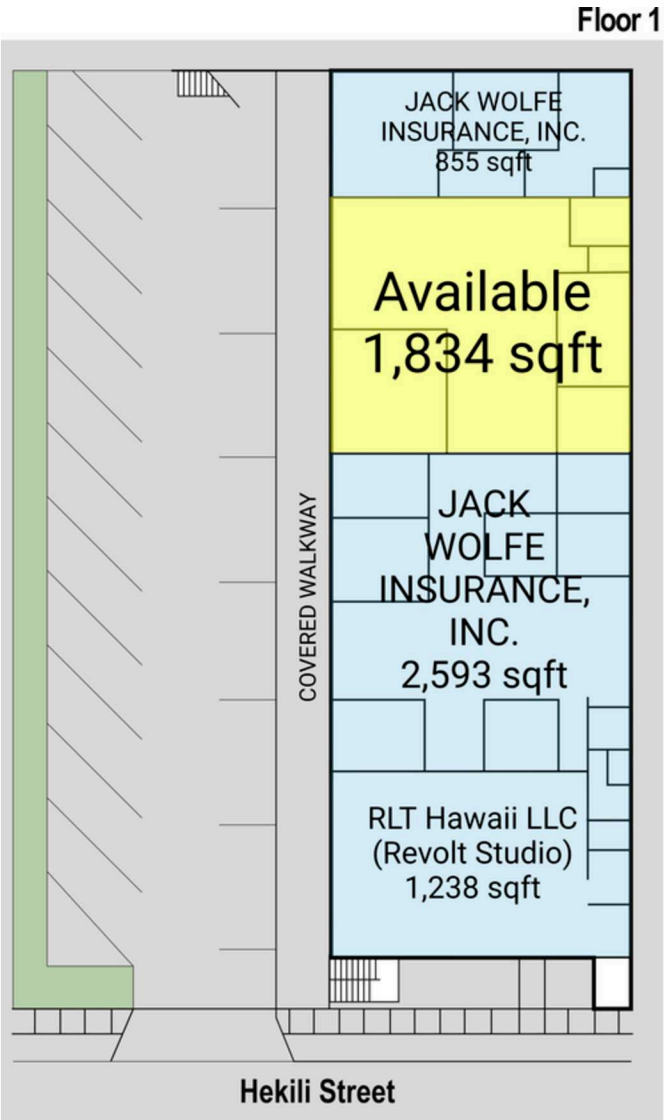 Floor 1
JACK WOLFE
INSURANCE, INC.
855 sqft
Available
1,834 sqft
COVERED WALKWAY
JACK
WOLFE
INSURANCE,
INC.
2,593 sqft
RLT Hawaii LLC
(Revolt Studio)
1,238 sqft
Hekili Street